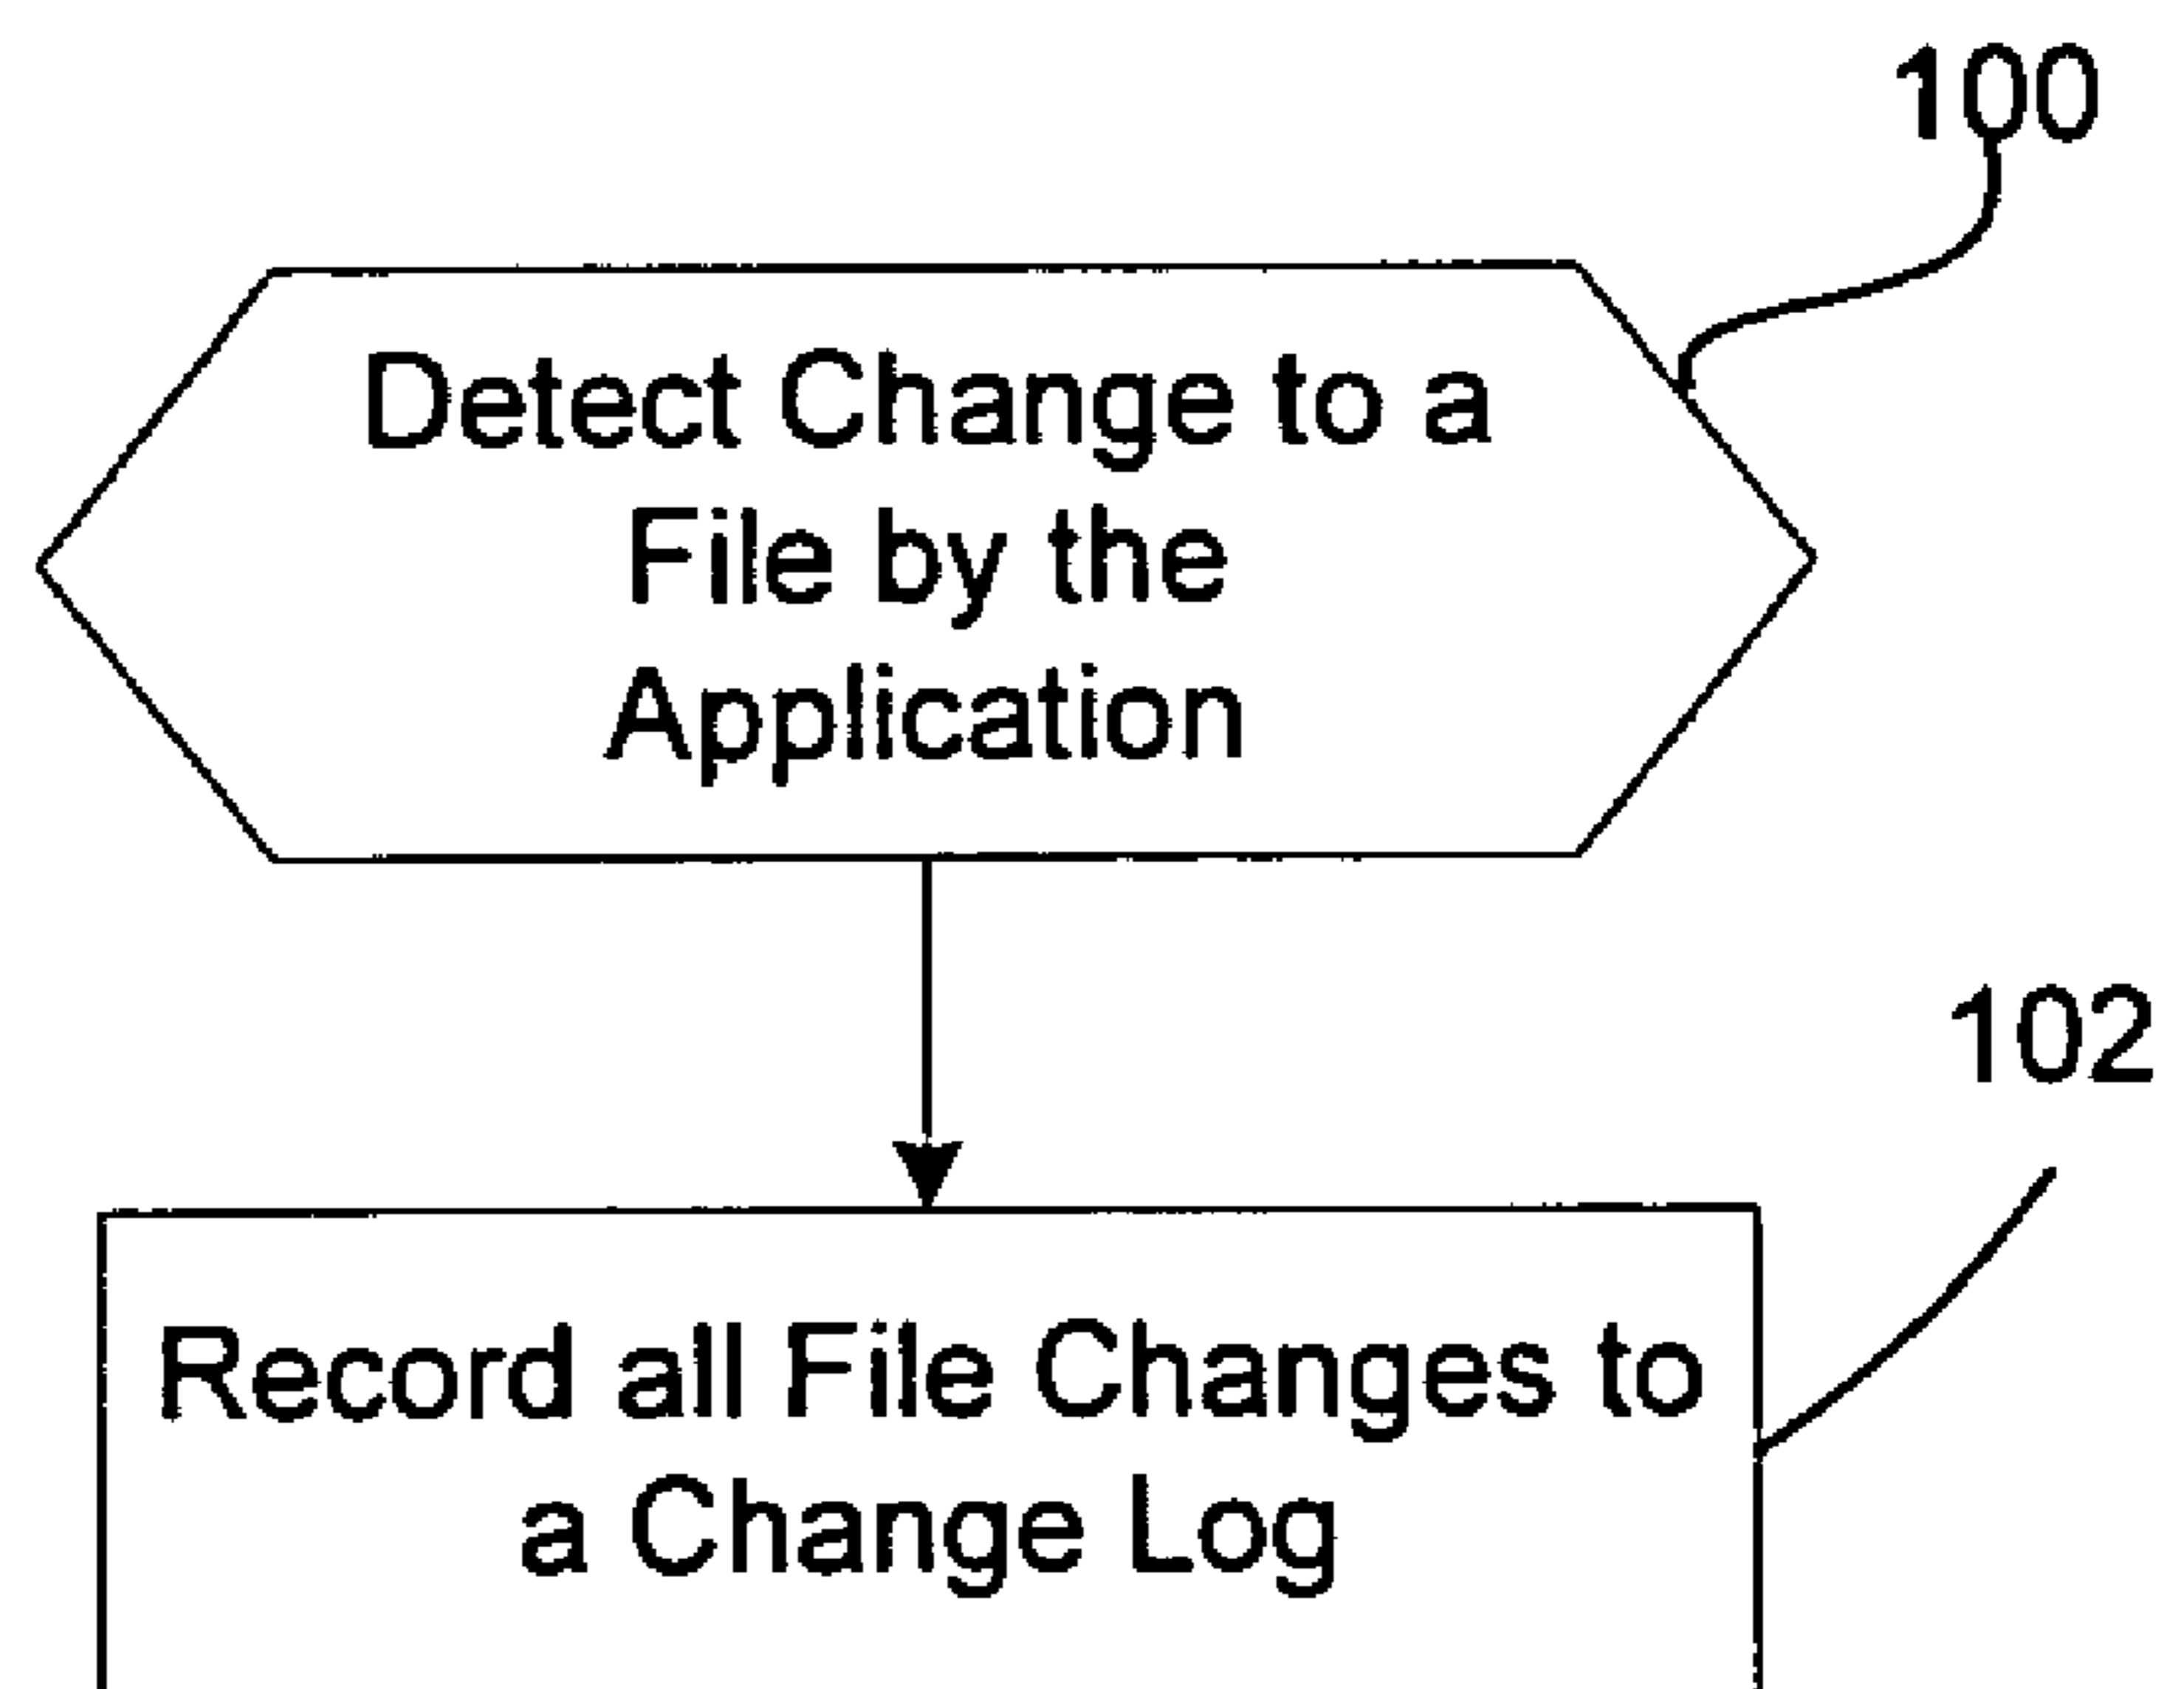 100
Detect Change to a
File by the
Application
102
Record all File Changes to
a Change Log